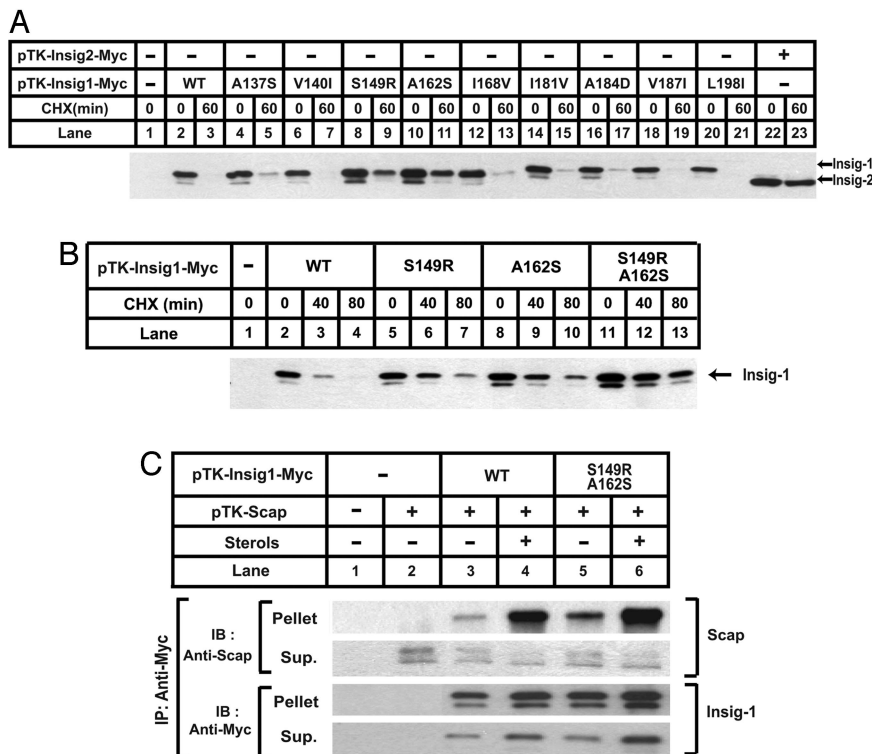 A
pTK-Insig2-Myc – – – – – – – – – – +
pTK-Insig1-Myc – WT A137S V140I S149R A162S I168V I181V A184D V187I L198I –
CHX(min) 0 0 60 0 60 0 60 0 60 0 60 0 60 0 60 0 60 0 60 0 60 0 60
Lane 1 2 3 4 5 6 7 8 9 10 11 12 13 14 15 16 17 18 19 20 21 22 23
Insig-1
Insig-2
B
pTK-Insig1-Myc – WT S149R A162S S149R A162S
CHX (min) 0 0 40 80 0 40 80 0 40 80 0 40 80
Lane 1 2 3 4 5 6 7 8 9 10 11 12 13
Insig-1
C
pTK-Insig1-Myc – WT S149R A162S
pTK-Scap – + + + + +
Sterols – – – + – +
Lane 1 2 3 4 5 6
IP: Anti-Myc
IB : Anti-Scap
Pellet
Sup.
Scap
IB : Anti-Myc
Pellet
Sup.
Insig-1